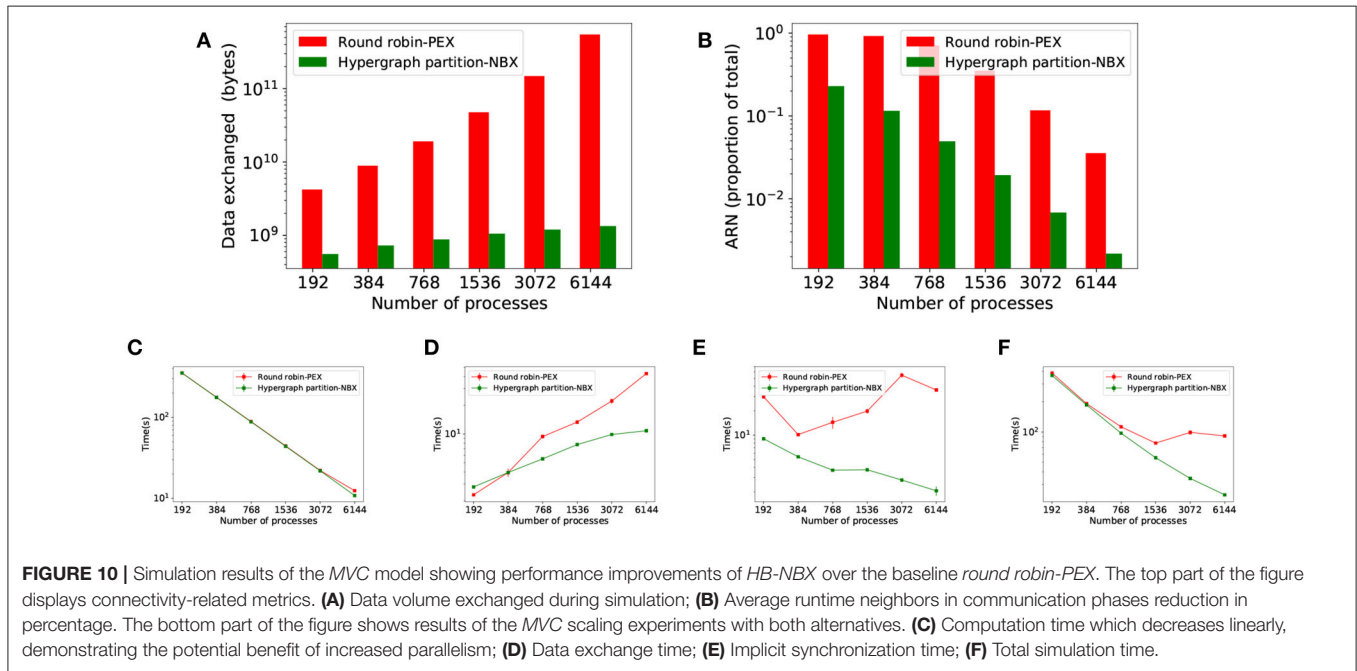 A
Round robin-PEX
Hypergraph partition-NBX
Data exchanged (bytes)
10^11
10^10
10^9
192 384 768 1536 3072 6144
Number of processes
B
Round robin-PEX
Hypergraph partition-NBX
ARN (proportion of total)
10^0
10^-1
10^-2
192 384 768 1536 3072 6144
Number of processes
C
Round robin-PEX
Hypergraph partition-NBX
Time(s)
10^2
10^1
192 384 768 1536 3072 6144
Number of processes
D
Round robin-PEX
Hypergraph partition-NBX
Time(s)
10^1
192 384 768 1536 3072 6144
Number of processes
E
Round robin-PEX
Hypergraph partition-NBX
Time(s)
10^1
192 384 768 1536 3072 6144
Number of processes
F
Round robin-PEX
Hypergraph partition-NBX
Time(s)
10^2
192 384 768 1536 3072 6144
Number of processes
FIGURE 10 | Simulation results of the MVC model showing performance improvements of HB-NBX over the baseline round robin-PEX. The top part of the figure
displays connectivity-related metrics. (A) Data volume exchanged during simulation; (B) Average runtime neighbors in communication phases reduction in
percentage. The bottom part of the figure shows results of the MVC scaling experiments with both alternatives. (C) Computation time which decreases linearly,
demonstrating the potential benefit of increased parallelism; (D) Data exchange time; (E) Implicit synchronization time; (F) Total simulation time.